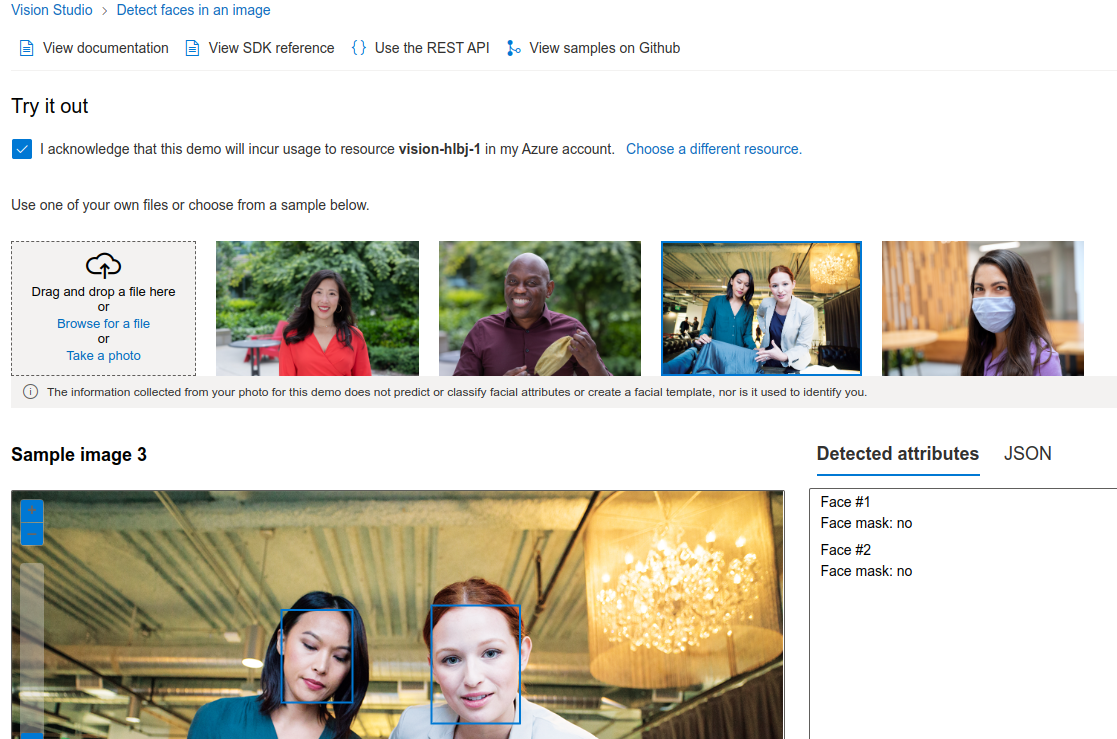 Vision Studio > Detect faces in an image
View documentation View SDK reference {} Use the REST API View samples on Github
Try it out
I acknowledge that this demo will incur usage to resource vision-hlbj-1 in my Azure account. Choose a different resource.
Use one of your own files or choose from a sample below.
Drag and drop a file here
or
Browse for a file
or
Take a photo
The information collected from your photo for this demo does not predict or classify facial attributes or create a facial template, nor is it used to identify you.
Sample image 3
Detected attributes JSON
Face #1
Face mask: no
Face #2
Face mask: no